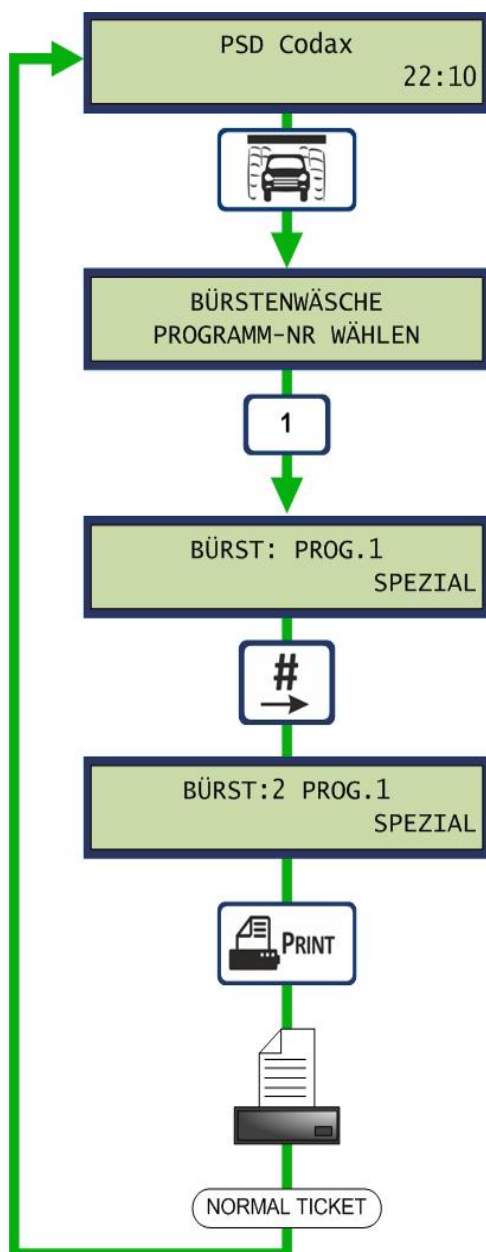 PSD Codax
22:10
BÜRSTENWÄSCHE
PROGRAMM-NR WÄHLEN
1
BÜRST: PROG.1
SPEZIAL
#
BÜRST:2 PROG.1
SPEZIAL
PRINT
NORMAL TICKET